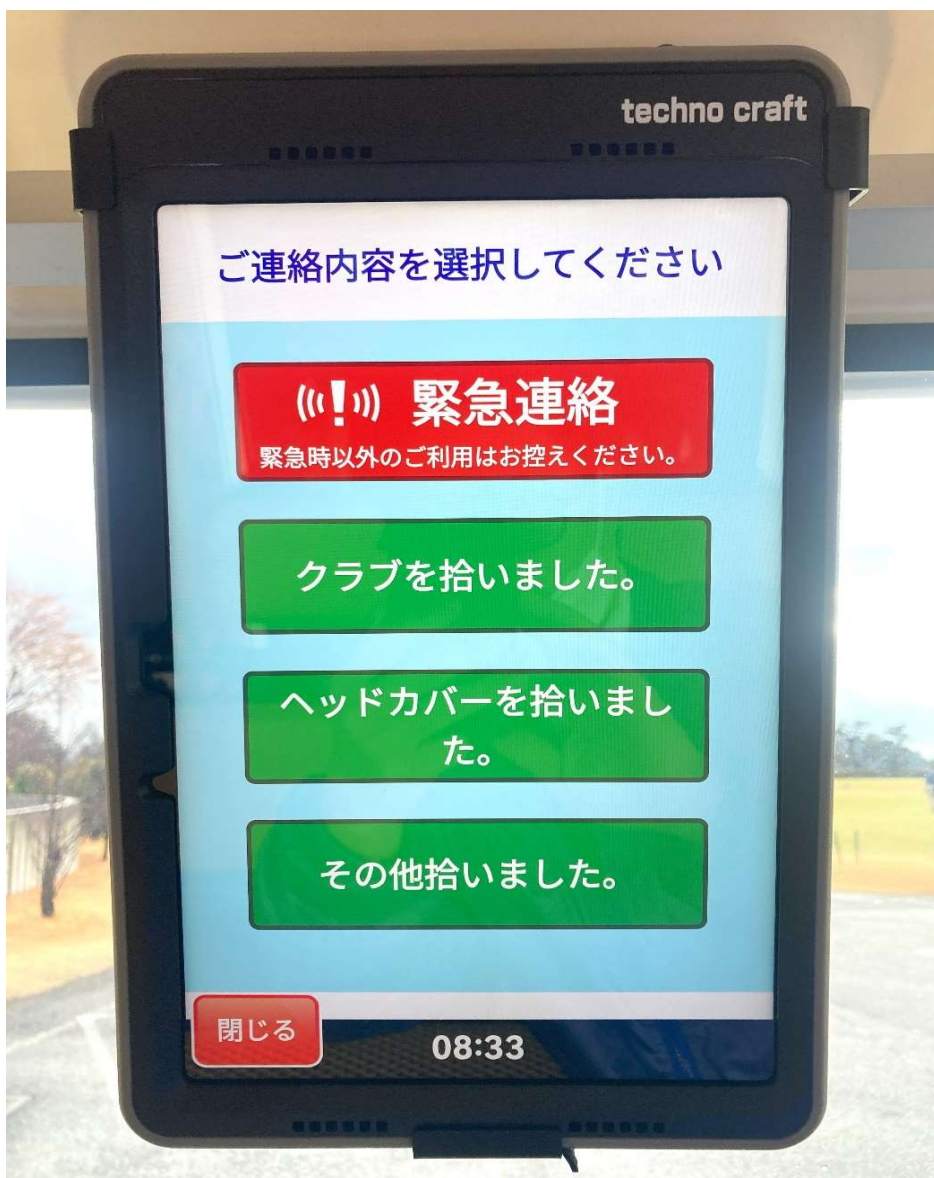 techno craft
ご連絡内容を選択してください
緊急連絡
緊急時以外のご利用はお控えください。
クラブを拾いました。
ヘッドカバーを拾いまし
た。
その他拾いました。
閉じる
08:33